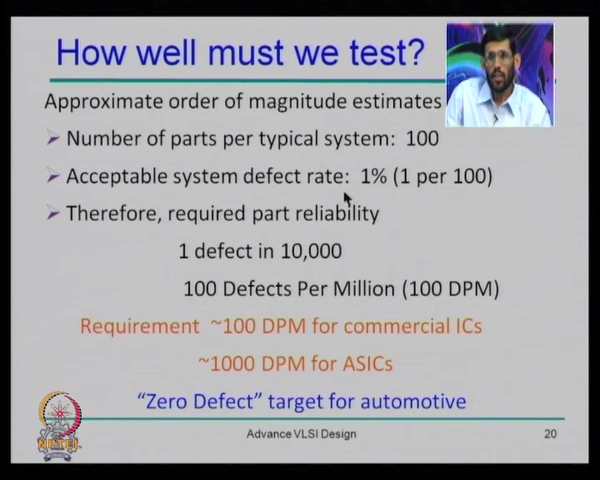 How well must we test?
Approximate order of magnitude estimates
Number of parts per typical system: 100
Acceptable system defect rate: 1% (1 per 100)
Therefore, required part reliability
1 defect in 10,000
100 Defects Per Million (100 DPM)
Requirement ~100 DPM for commercial ICs
~1000 DPM for ASICs
“Zero Defect” target for automotive
NPTEL
Advance VLSI Design
20